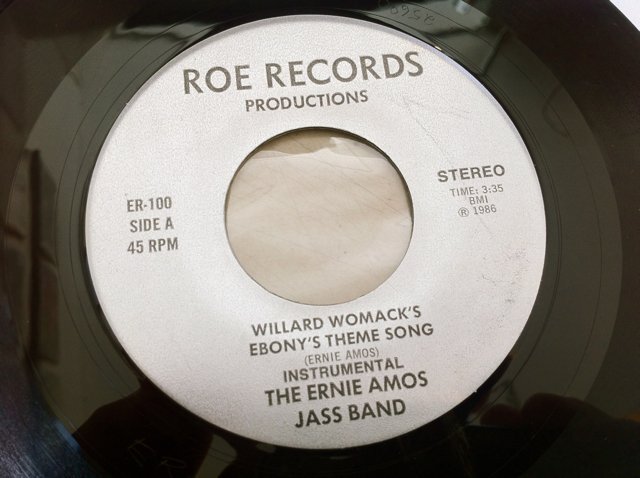 ROE RECORDS
PRODUCTIONS
STEREO
TIME: 3:35
BMI
℗ 1986
ER-100
SIDE A
45 RPM
WILLARD WOMACK'S
EBONY'S THEME SONG
(ERNIE AMOS)
INSTRUMENTAL
THE ERNIE AMOS
JASS BAND